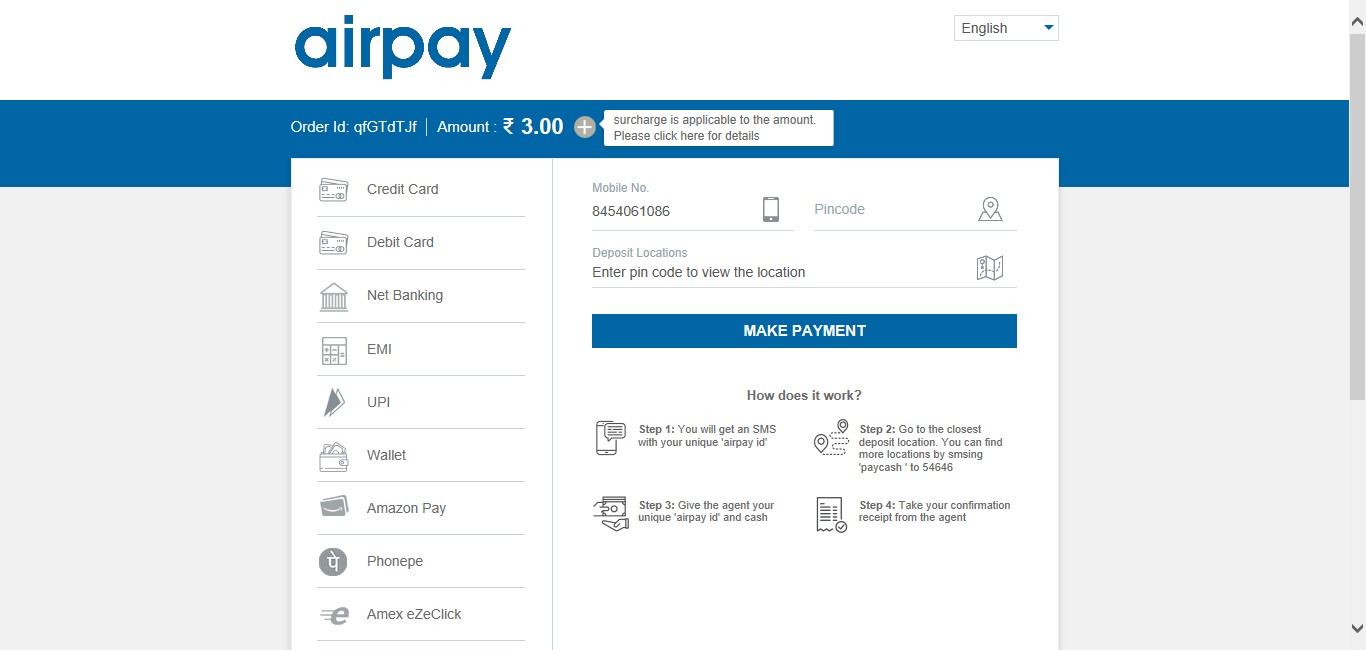 airpay
English
Order Id: qfGTdTJf | Amount : ₹ 3.00
surcharge is applicable to the amount.
Please click here for details
Credit Card
Debit Card
Net Banking
EMI
UPI
Wallet
Amazon Pay
पे
Phonepe
e
Amex eZeClick
Mobile No.
8454061086
Pincode
Deposit Locations
Enter pin code to view the location
MAKE PAYMENT
How does it work?
Step 1: You will get an SMS
with your unique 'airpay id'
Step 2: Go to the closest
deposit location. You can find
more locations by smsing
'paycash ' to 54646
Step 3: Give the agent your
unique 'airpay id' and cash
Step 4: Take your confirmation
receipt from the agent